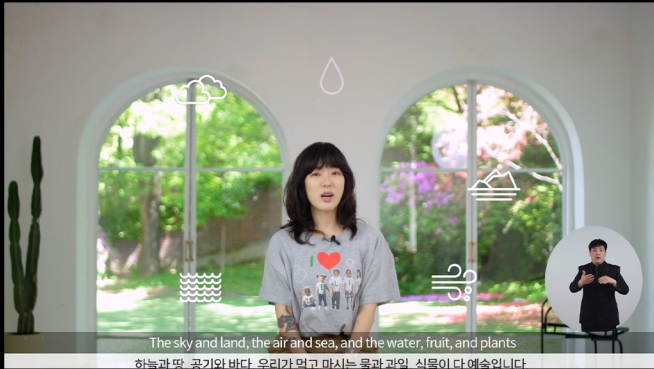 I
The sky and land, the air and sea, and the water, fruit, and plants
하늘과 땅, 공기와 바다, 우리가 먹고 마시는 물과 과일, 식물이 다 예술입니다